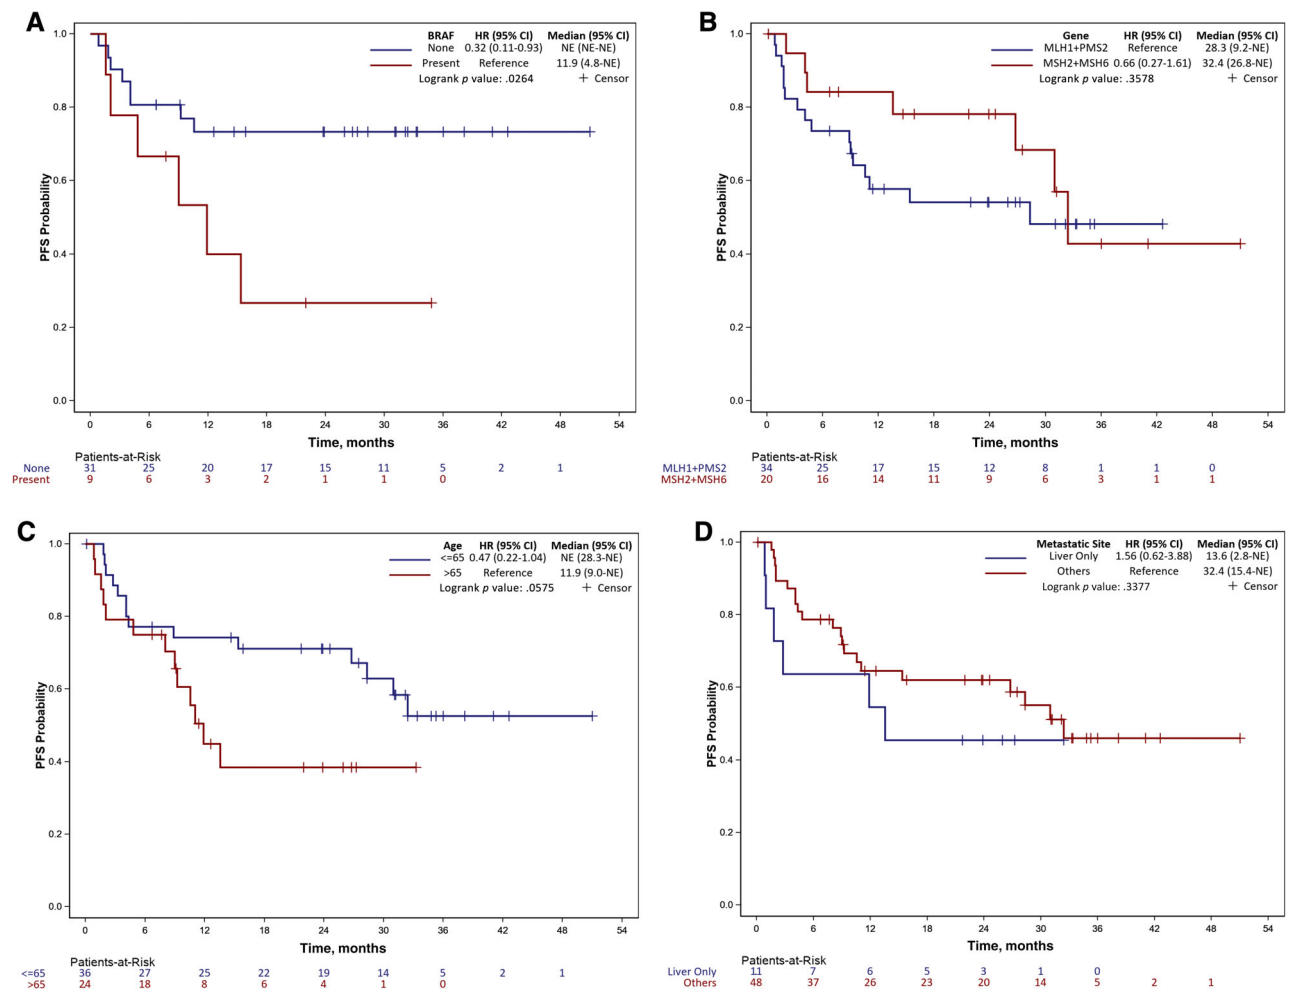 A
BRAF HR (95% CI) Median (95% CI)
None 0.32 (0.11-0.93) NE (NE-NE)
Present Reference 11.9 (4.8-NE)
Logrank p value: .0264 + Censor
PFS Probability
1.0
0.8
0.6
0.4
0.2
0.0
0 6 12 18 24 30 36 42 48 54
Time, months
Patients-at-Risk
None 31 25 20 17 15 11 5 2 1
Present 9 6 3 2 1 1 0
B
Gene HR (95% CI) Median (95% CI)
MLH1+PMS2 Reference 28.3 (9.2-NE)
MSH2+MSH6 0.66 (0.27-1.61) 32.4 (26.8-NE)
Logrank p value: .3578 + Censor
PFS Probability
1.0
0.8
0.6
0.4
0.2
0.0
0 6 12 18 24 30 36 42 48 54
Time, months
Patients-at-Risk
MLH1+PMS2 34 25 17 15 12 8 1 1 0
MSH2+MSH6 20 16 14 11 9 6 3 1 1
C
Age HR (95% CI) Median (95% CI)
<=65 0.47 (0.22-1.04) NE (28.3-NE)
>65 Reference 11.9 (9.0-NE)
Logrank p value: .0575 + Censor
PFS Probability
1.0
0.8
0.6
0.4
0.2
0.0
0 6 12 18 24 30 36 42 48 54
Time, months
Patients-at-Risk
<=65 36 27 25 22 19 14 5 2 1
>65 24 18 8 6 4 1 0
D
Metastatic Site HR (95% CI) Median (95% CI)
Liver Only 1.56 (0.62-3.88) 13.6 (2.8-NE)
Others Reference 32.4 (15.4-NE)
Logrank p value: .3377 + Censor
PFS Probability
1.0
0.8
0.6
0.4
0.2
0.0
0 6 12 18 24 30 36 42 48 54
Time, months
Patients-at-Risk
Liver Only 11 7 6 5 3 1 0
Others 48 37 26 23 20 14 5 2 1